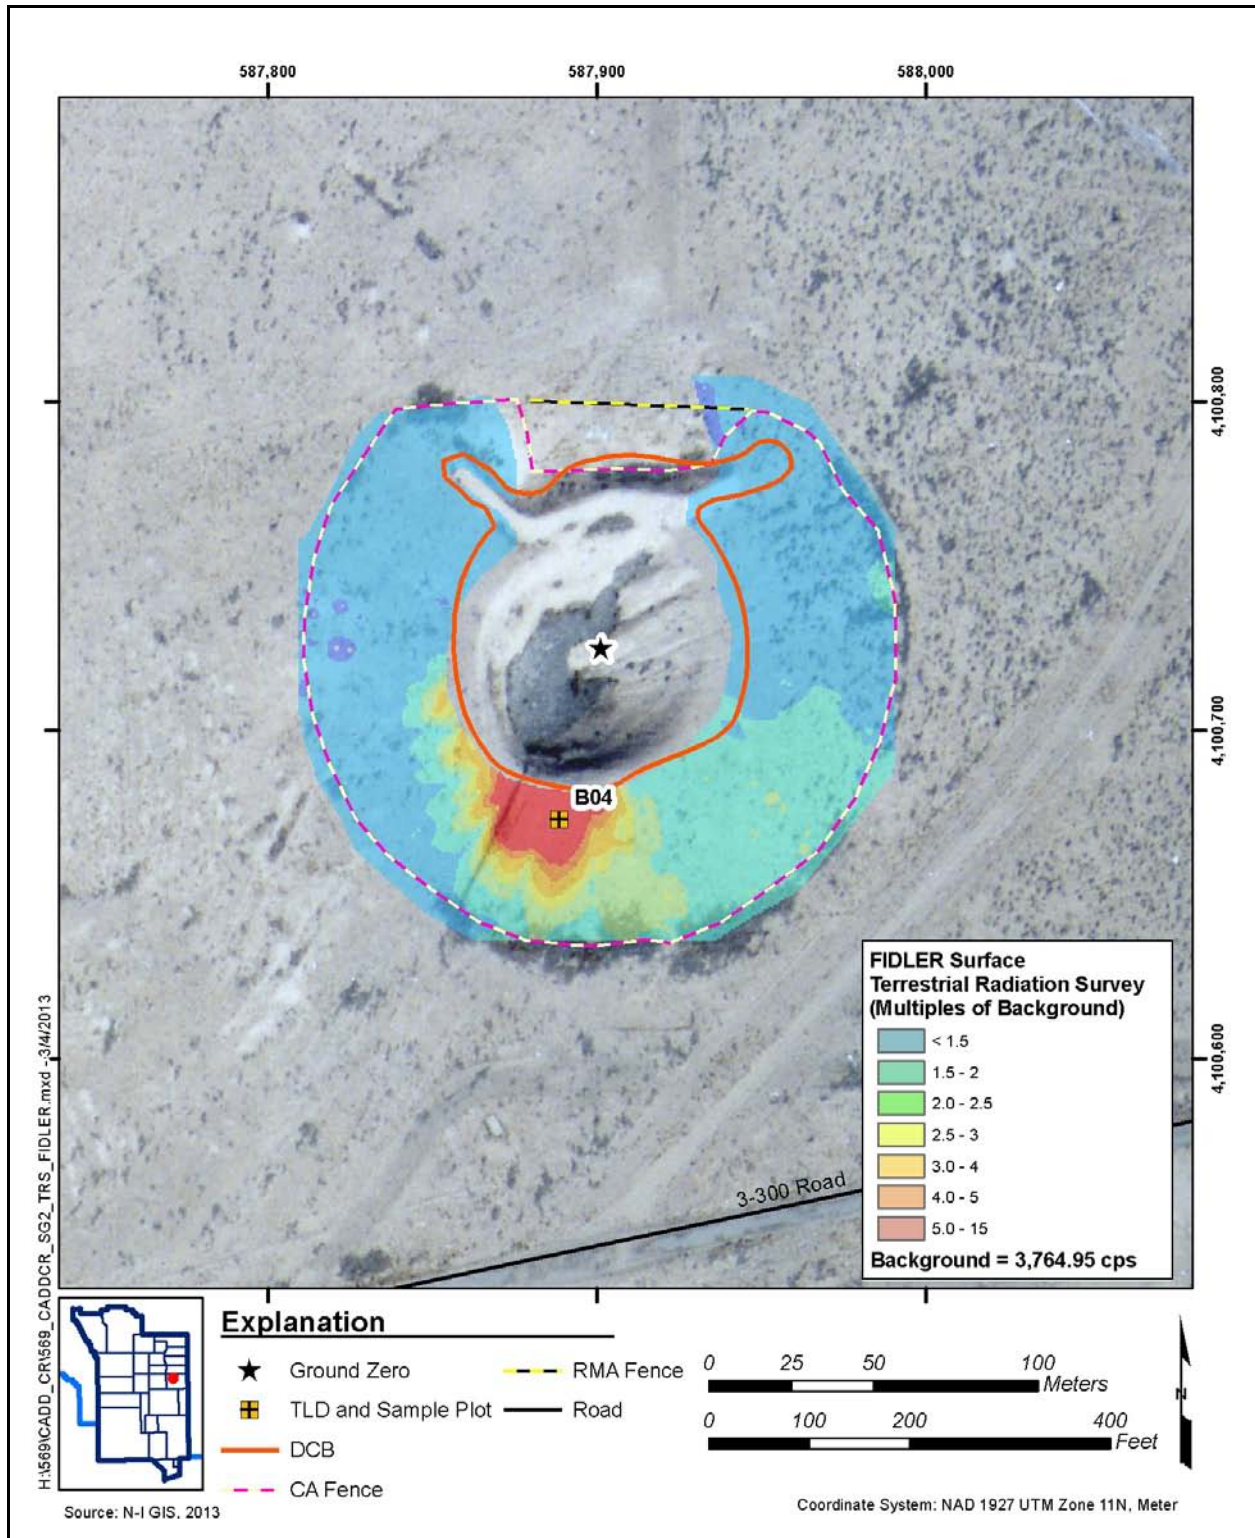 587,800
587,900
588,000
4,100,800
4,100,700
4,100,600
B04
3-300 Road
FIDLER Surface
Terrestrial Radiation Survey
(Multiples of Background)
< 1.5
1.5 - 2
2.0 - 2.5
2.5 - 3
3.0 - 4
4.0 - 5
5.0 - 15
Background = 3,764.95 cps
H:\569\CADD_CR\569_CADDCR_SG2_TRS_FIDLER.mxd - 3/4/2013
Explanation
Ground Zero
TLD and Sample Plot
DCB
CA Fence
RMA Fence
Road
0 25 50 100
Meters
0 100 200 400
Feet
N
Source: N-I GIS, 2013
Coordinate System: NAD 1927 UTM Zone 11N, Meter